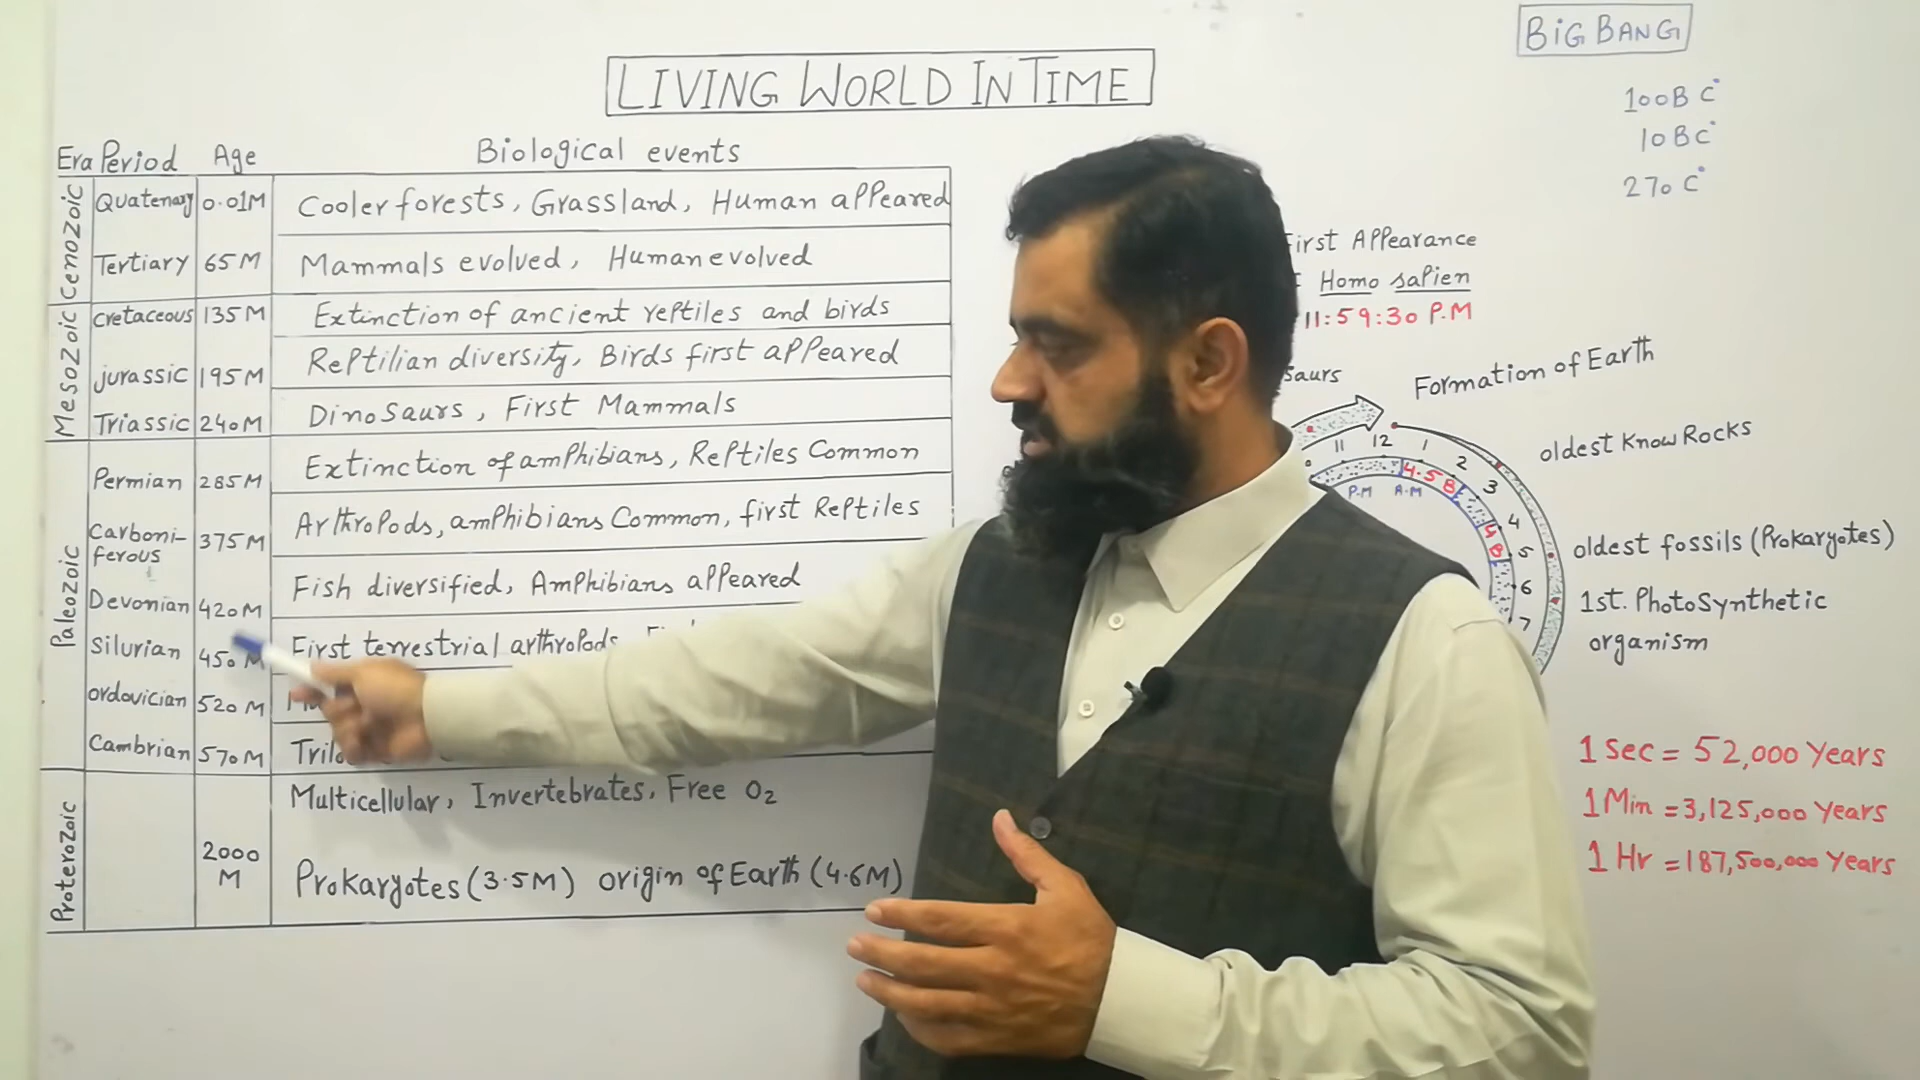 BIG BANG
LIVING WORLD IN TIME
100B C°
10B C°
270 C°
Era Period Age Biological events
Cenozoic
Quatenary 0.01M Cooler forests, Grassland, Human appeared
Tertiary 65M Mammals evolved, Human evolved
Mesozoic
Cretaceous 135M Extinction of ancient reptiles and birds
jurassic 195M Reptilian diversity, Birds first appeared
Triassic 240M Dinosaurs, First Mammals
Paleozoic
Permian 285M Extinction of amphibians, Reptiles Common
Carboni-
ferous 375M Arthropods, amphibians Common, first Reptiles
Devonian 420M Fish diversified, Amphibians appeared
Silurian 450M First terrestrial arthropods
ordovician 520M
Cambrian 570M
Proterozoic
Multicellular, Invertebrates, Free O2
2000
M
Prokaryotes (3.5M) origin of Earth (4.6M)
First Appearance
Homo sapien
11:59:30 P.M
saurs
Formation of Earth
oldest Know Rocks
oldest fossils (Prokaryotes)
1st. Photosynthetic
organism
11 12 1 2 3 4 5 6 7
P.M A.M
4.5 B
1 Sec = 52,000 Years
1 Min = 3,125,000 Years
1 Hr = 187,500,000 Years